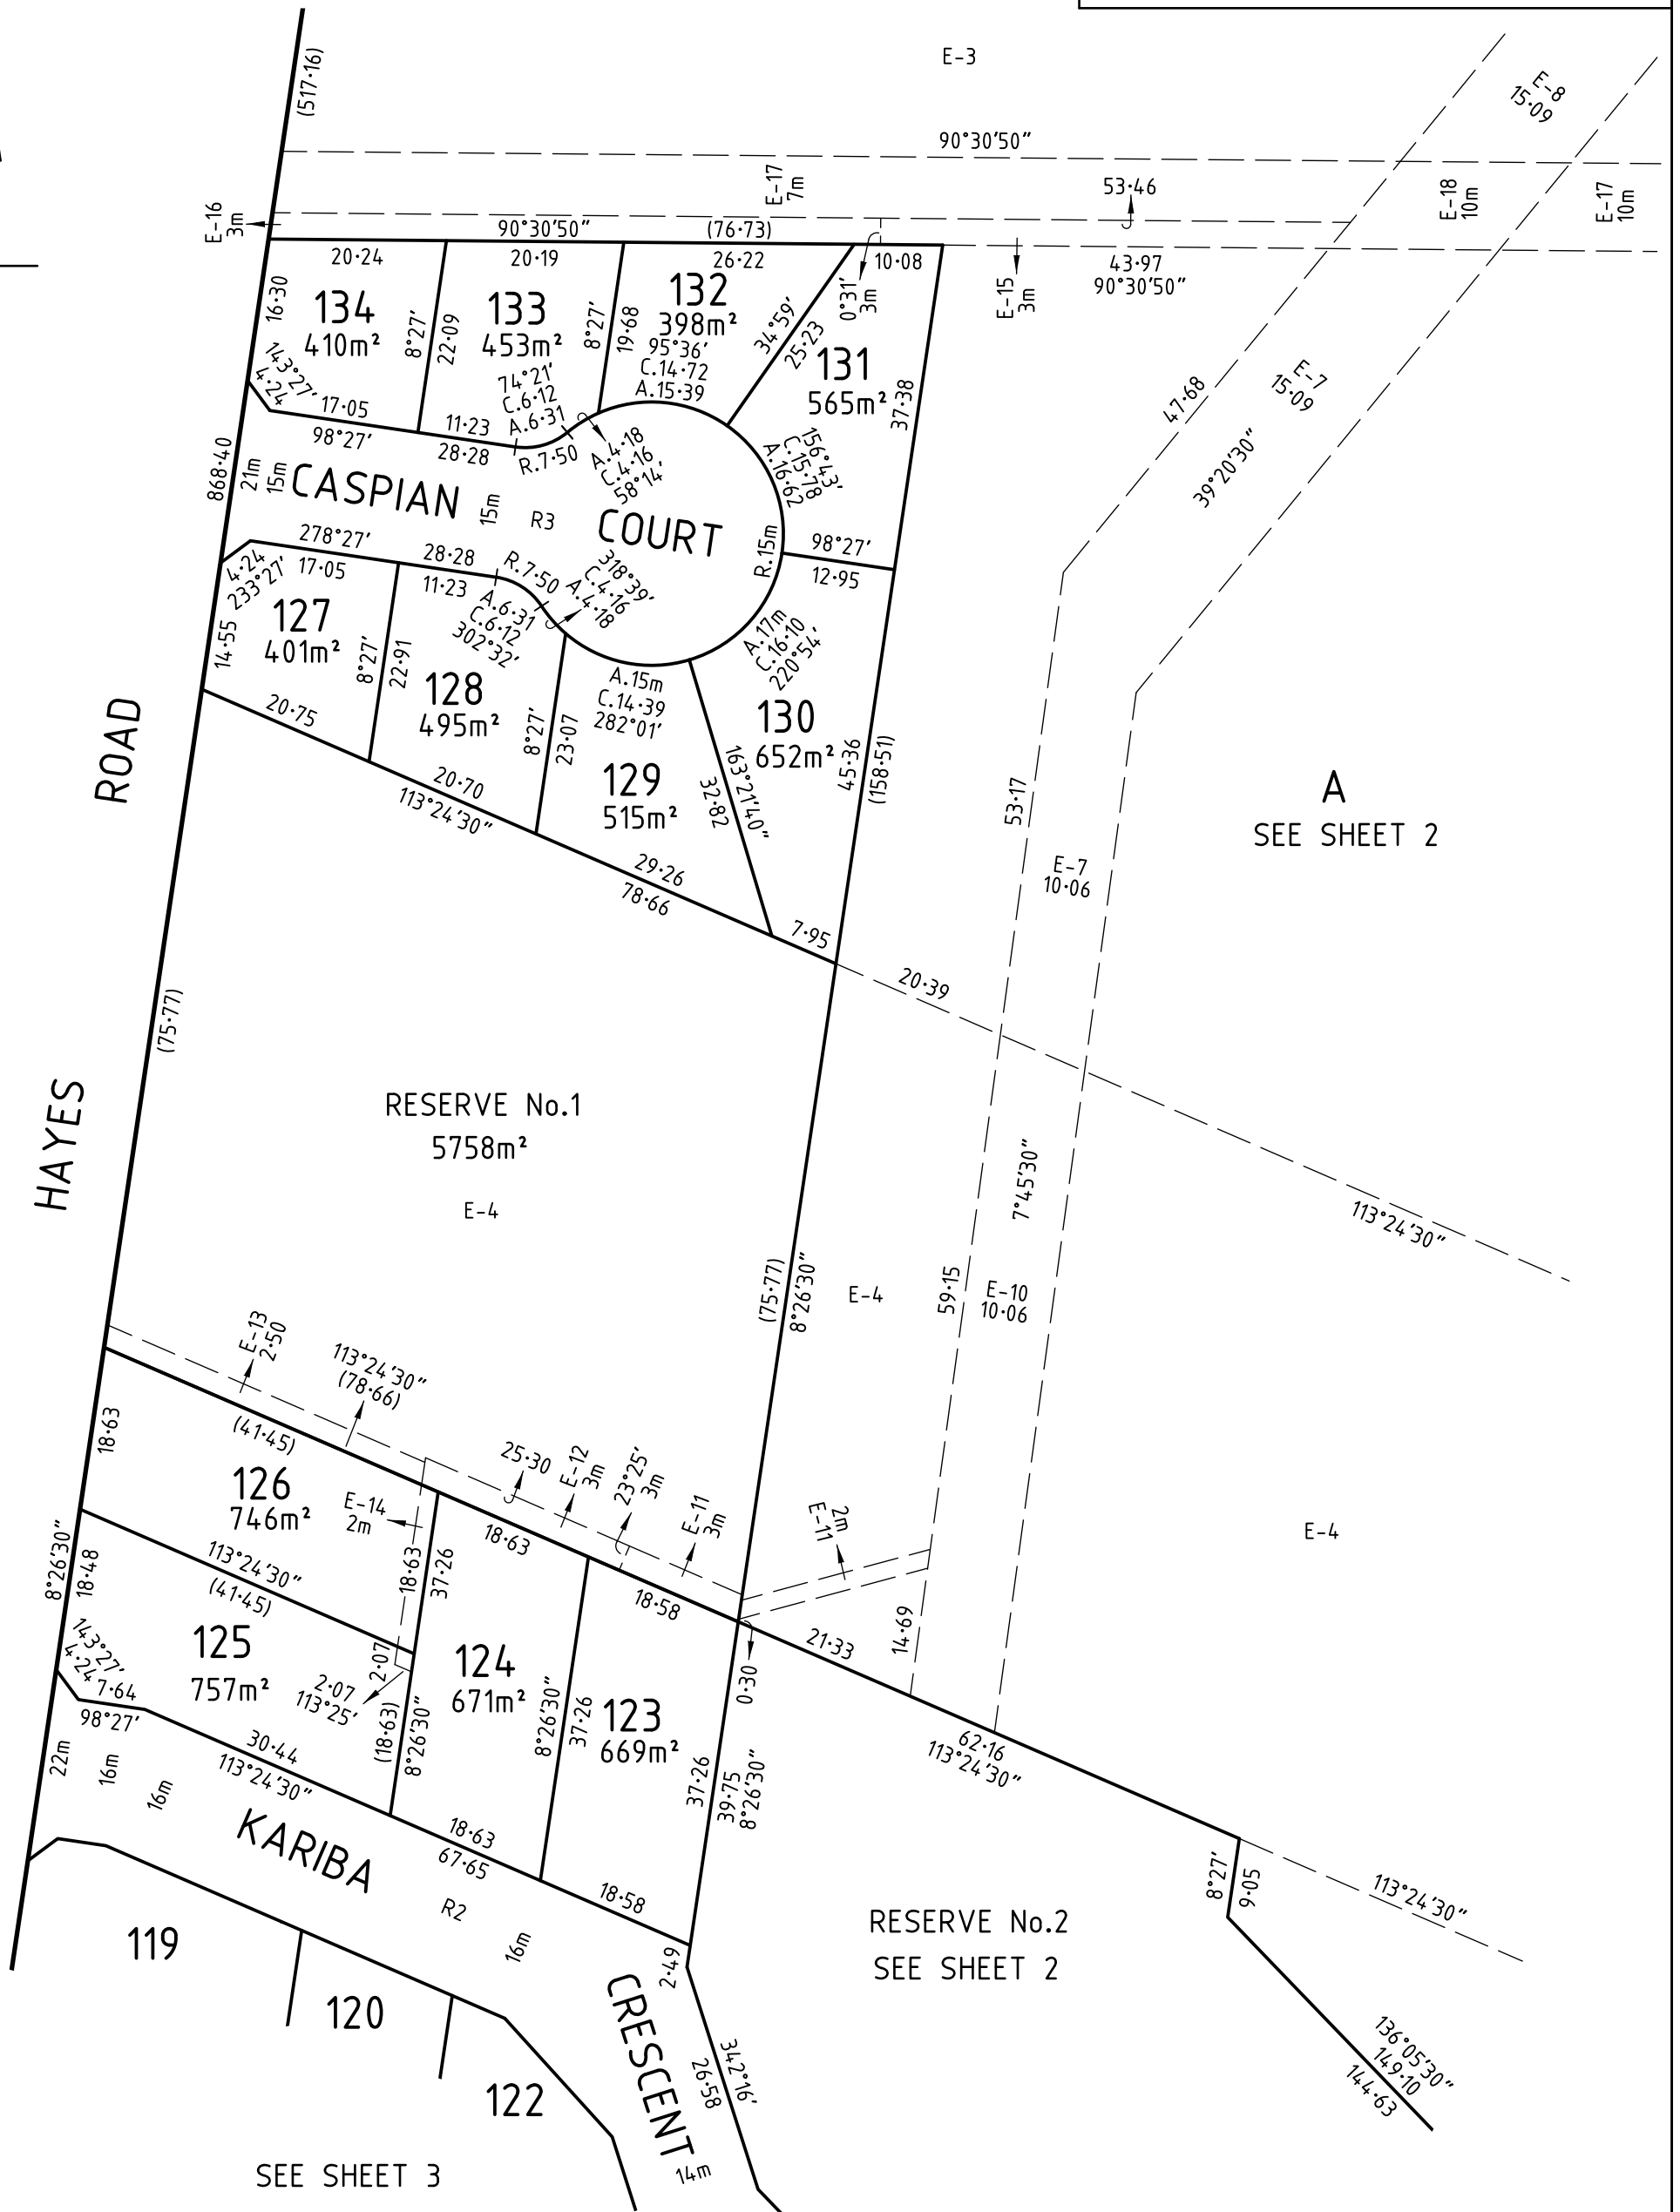 (517·16)
E-3
E-8
15·09
90°30'50"
E-17
7m
53·46
E-18
10m
E-17
10m
E-16
3m
90°30'50"
(76·73)
20·24
20·19
26·22
10·08
0°31'
3m
E-15
3m
43·97
90°30'50"
16·30
134
410m²
8°27'
22·09
133
453m²
8°27'
19·68
132
398m²
95°36'
C.14·72
A.15·39
34°59'
25·23
131
565m²
37·38
E-7
15·09
47·68
39°20'30"
143°27'
4·24
17·05
98°27'
11·23
28·28
74°21'
C.6·12
A.6·31
R.7·50
A.4·18
C.4·16
58°14'
156°43'
C.15·78
A.16·62
868·40
21m
15m
CASPIAN
15m
R3
COURT
R.15m
98°27'
12·95
278°27'
17·05
28·28
11·23
R.7·50
318°39'
C.4·16
A.4·18
4·24
233°27'
A.6·31
C.6·12
302°32'
127
401m²
14·55
8°27'
22·91
128
495m²
8°27'
23·07
A.15m
C.14·39
282°01'
A.17m
C.16·10
220°54'
130
652m²
129
515m²
163°21'40"
32·82
45·36
(158·51)
20·75
20·70
113°24'30"
29·26
78·66
7·95
ROAD
53·17
E-7
10·06
A
SEE SHEET 2
20·39
(75·77)
HAYES
RESERVE No.1
5758m²
E-4
7°45'30"
113°24'30"
(75·77)
8°26'30"
E-4
59·15
E-10
10·06
E-13
2·50
113°24'30"
(78·66)
(41·45)
18·63
25·30
E-12
3m
23°25'
3m
E-11
3m
E-11
2m
E-4
126
746m²
E-14
2m
18·63
37·26
18·63
18·58
14·69
21·33
0·30
8°26'30"
18·48
113°24'30"
(41·45)
125
757m²
143°27'
4·24
7·64
98°27'
2·07
2·07
113°25'
(18·63)
8°26'30"
124
671m²
8°26'30"
37·26
123
669m²
37·26
39·75
8°26'30"
62·16
113°24'30"
22m
16m
16m
30·44
113°24'30"
KARIBA
18·63
67·65
18·58
R2
16m
8°27'
9·05
113°24'30"
RESERVE No.2
SEE SHEET 2
119
120
122
2·49
CRESCENT
342°16'
26·58
14m
136°05'30"
149·10
144·63
SEE SHEET 3